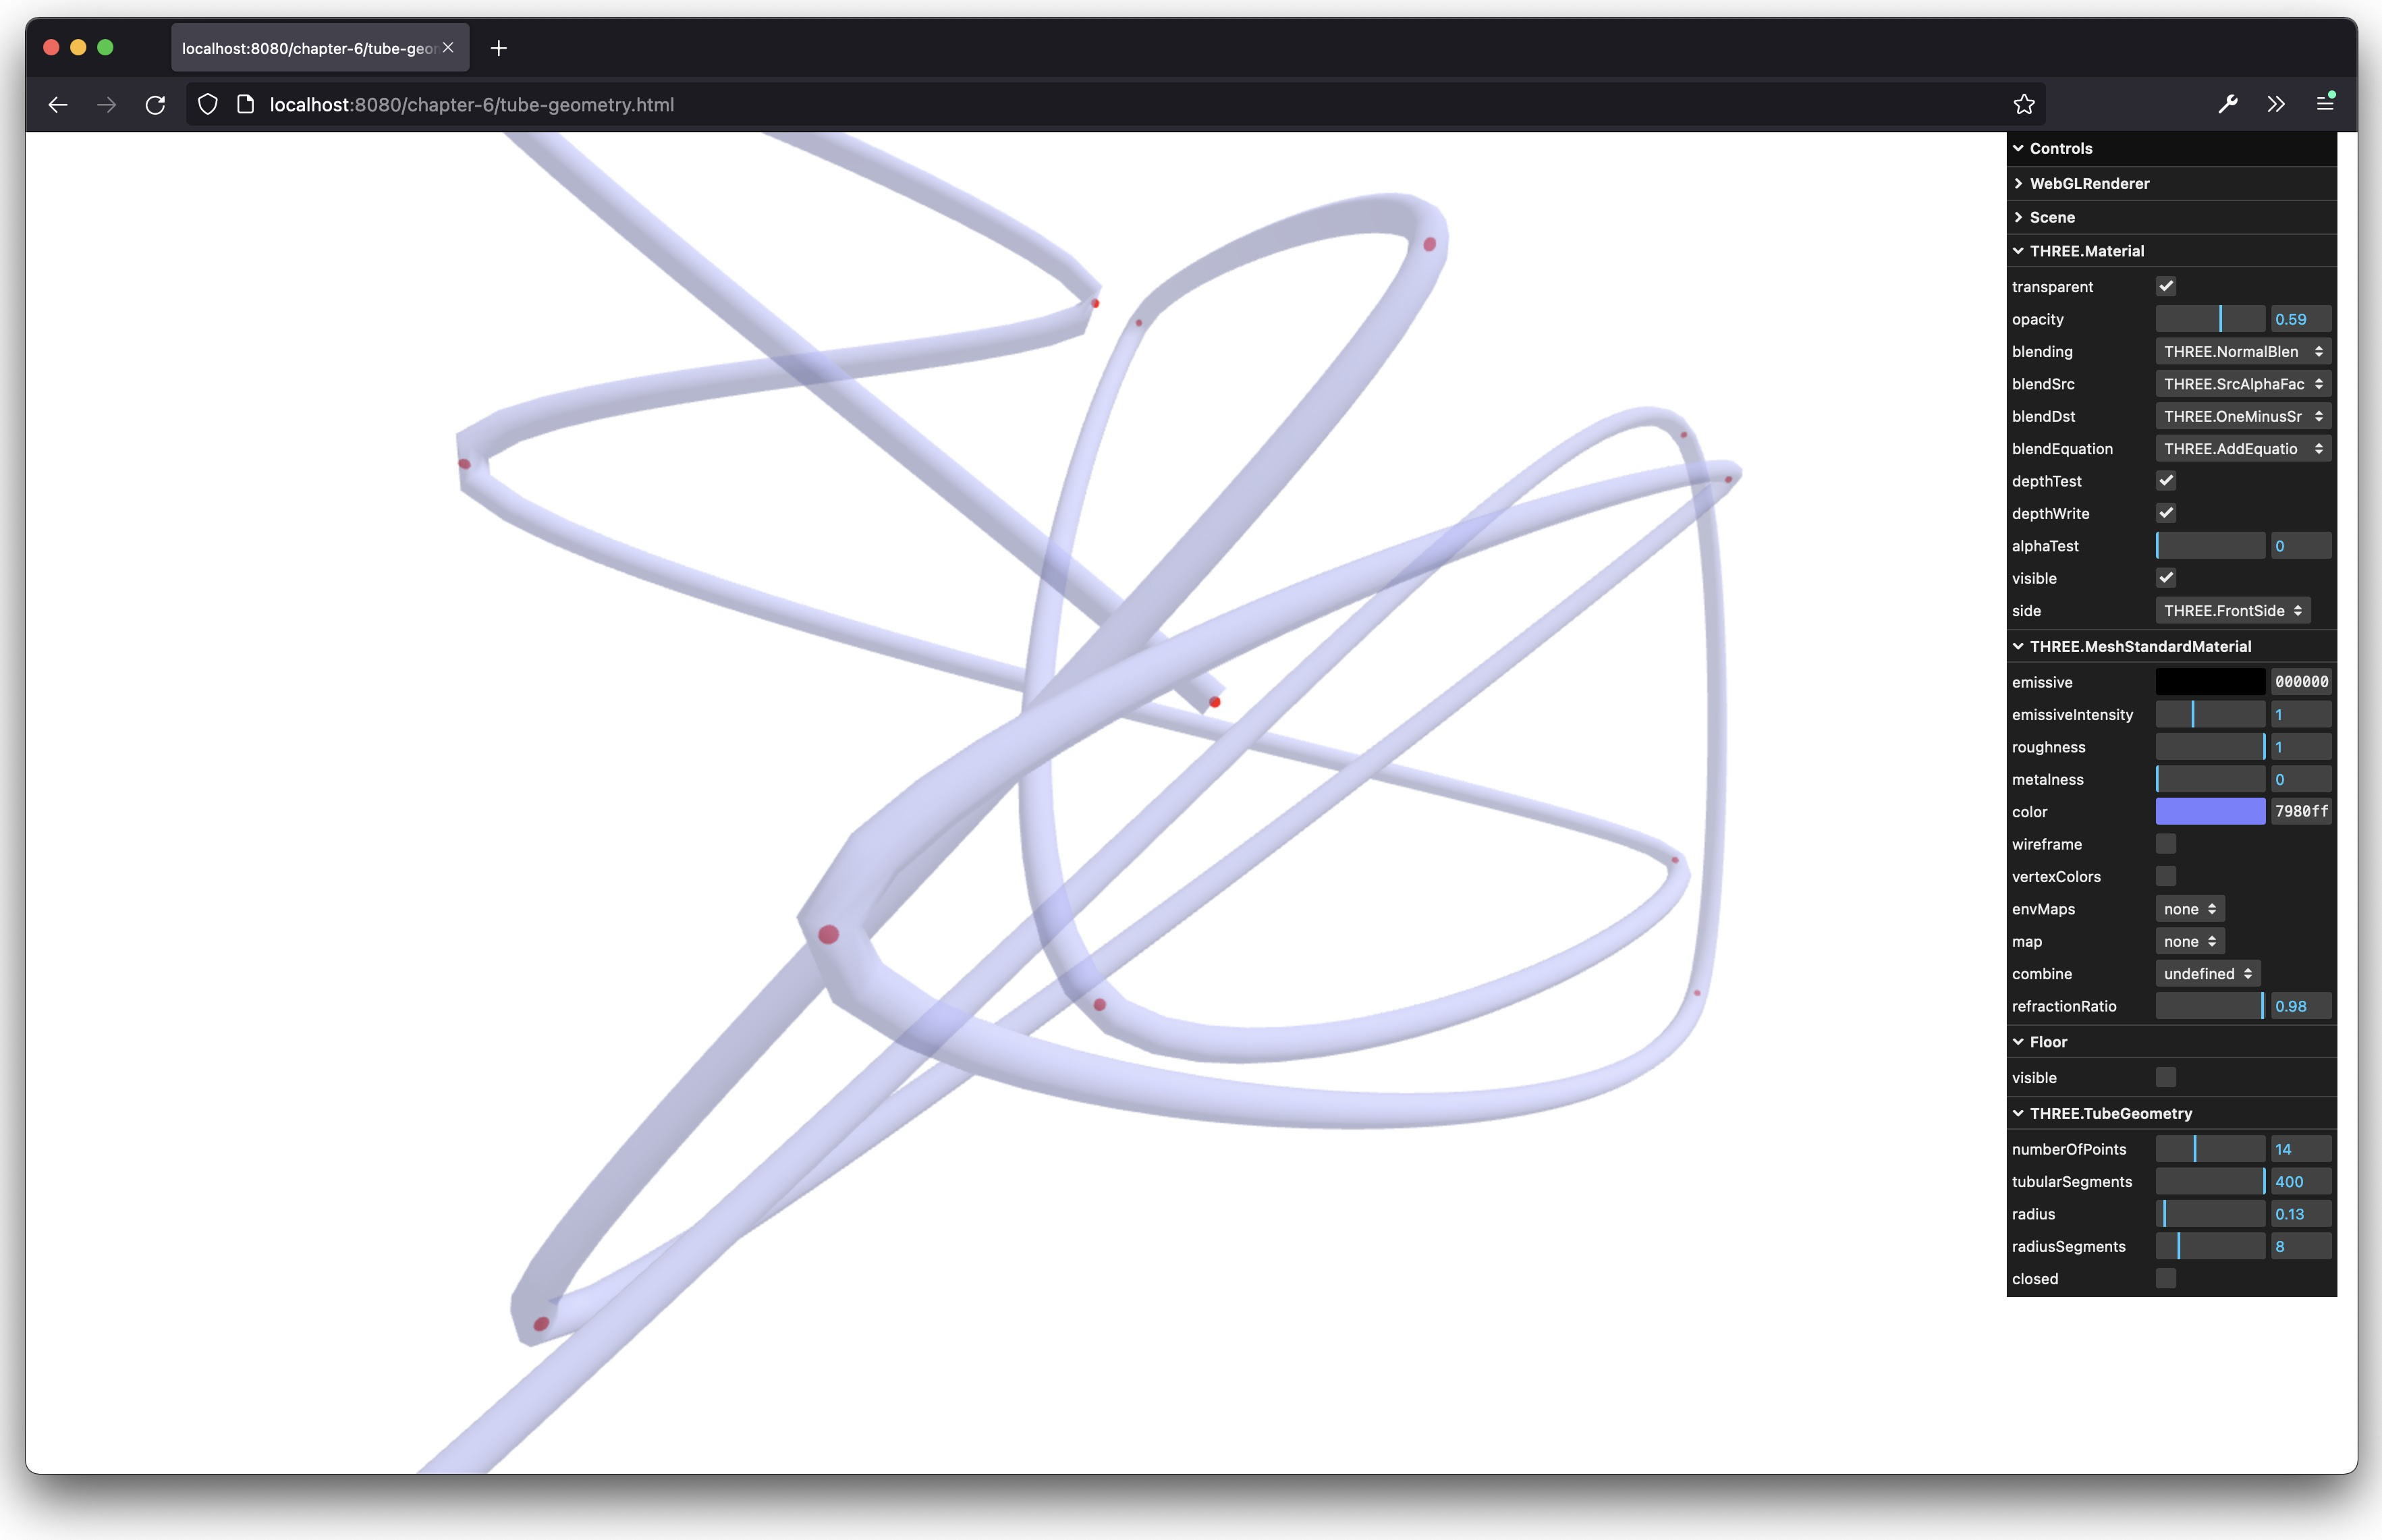 localhost:8080/chapter-6/tube-geor
localhost:8080/chapter-6/tube-geometry.html
Controls
WebGLRenderer
Scene
THREE.Material
transparent
opacity 0.59
blending THREE.NormalBlen
blendSrc THREE.SrcAlphaFac
blendDst THREE.OneMinusSr
blendEquation THREE.AddEquatio
depthTest
depthWrite
alphaTest 0
visible
side THREE.FrontSide
THREE.MeshStandardMaterial
emissive 000000
emissiveIntensity 1
roughness 1
metalness 0
color 7980ff
wireframe
vertexColors
envMaps none
map none
combine undefined
refractionRatio 0.98
Floor
visible
THREE.TubeGeometry
numberOfPoints 14
tubularSegments 400
radius 0.13
radiusSegments 8
closed